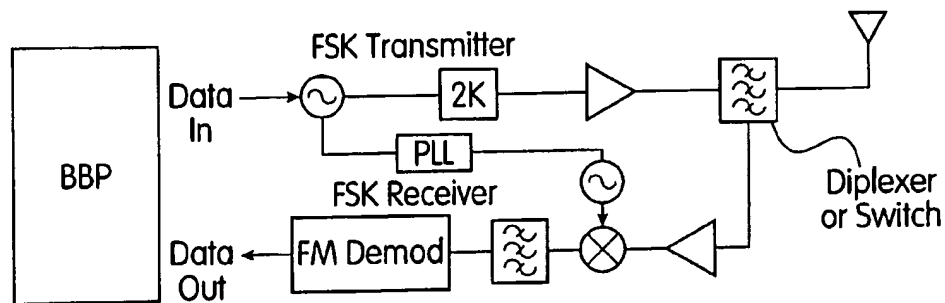 FSK Transmitter
Data
In
2K
BBP
PLL
FSK Receiver
Diplexer
or Switch
Data
Out
FM Demod